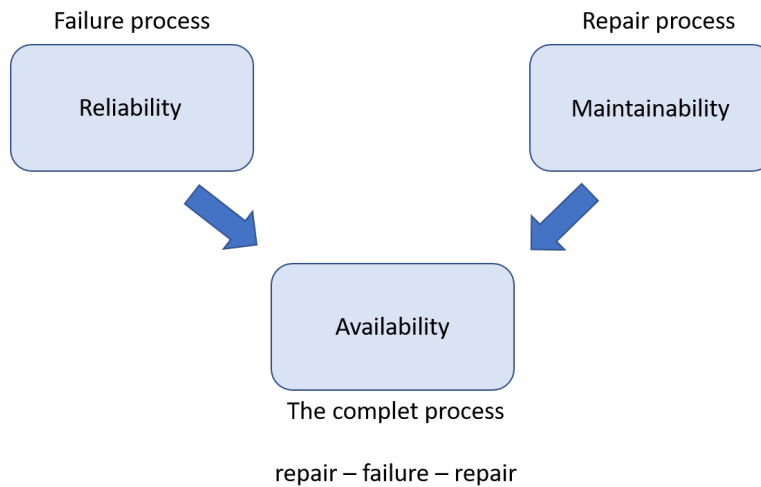 Failure process
Repair process
Reliability
Maintainability
Availability
The complet process
repair – failure – repair